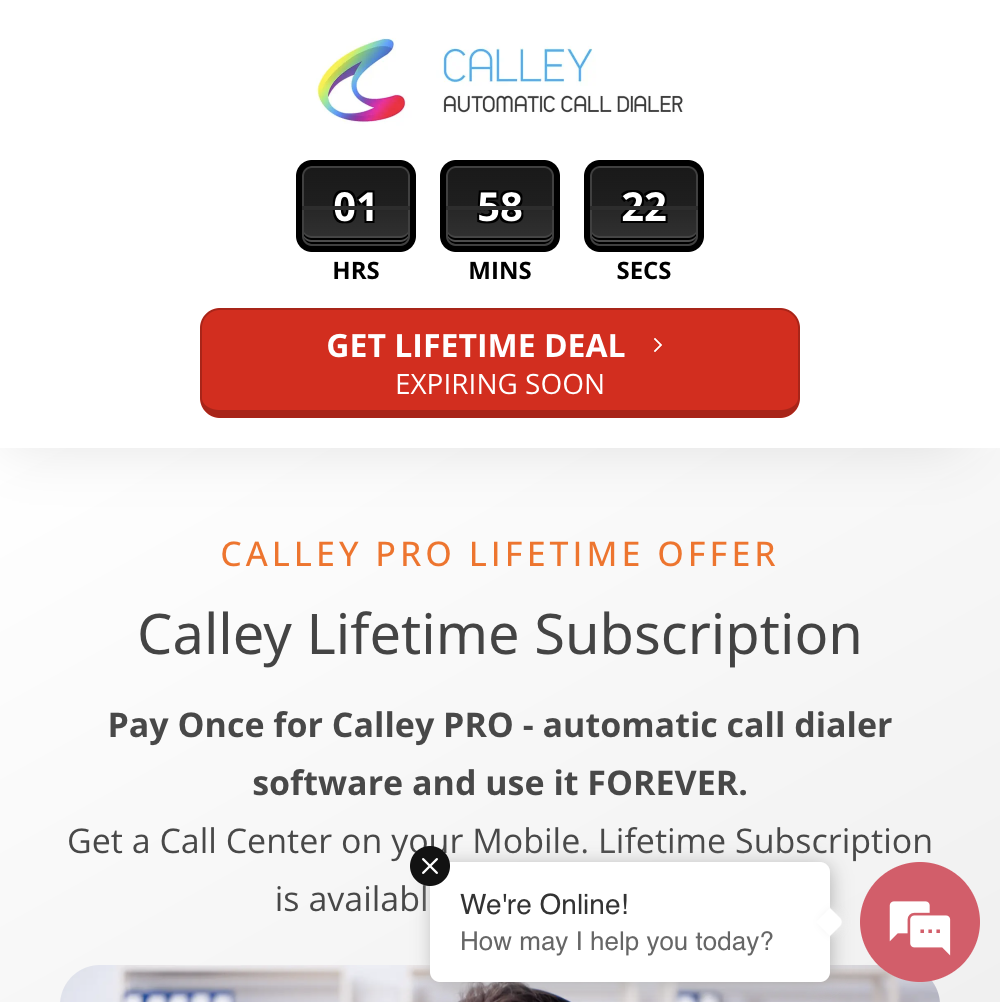 CALLEY
AUTOMATIC CALL DIALER
01 58 22
HRS MINS SECS
GET LIFETIME DEAL
EXPIRING SOON
CALLEY PRO LIFETIME OFFER
Calley Lifetime Subscription
Pay Once for Calley PRO - automatic call dialer
software and use it FOREVER.
Get a Call Center on your Mobile. Lifetime Subscription
is
We're Online!
How may I help you today?